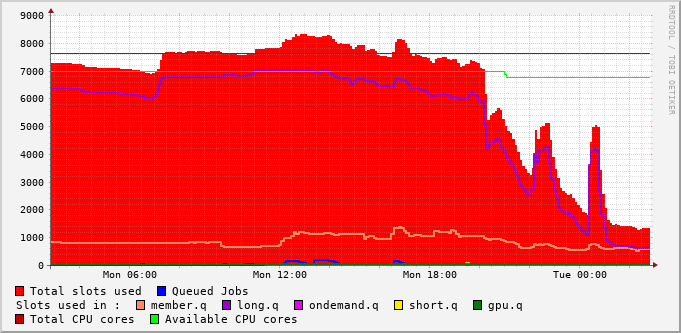 RRDTOOL / TOBI OETIKER
9000
8000
7000
6000
5000
4000
3000
2000
1000
0
Mon 06:00 Mon 12:00 Mon 18:00 Tue 00:00
Total slots used Queued Jobs
Slots used in : member.q long.q ondemand.q short.q gpu.q
Total CPU cores Available CPU cores